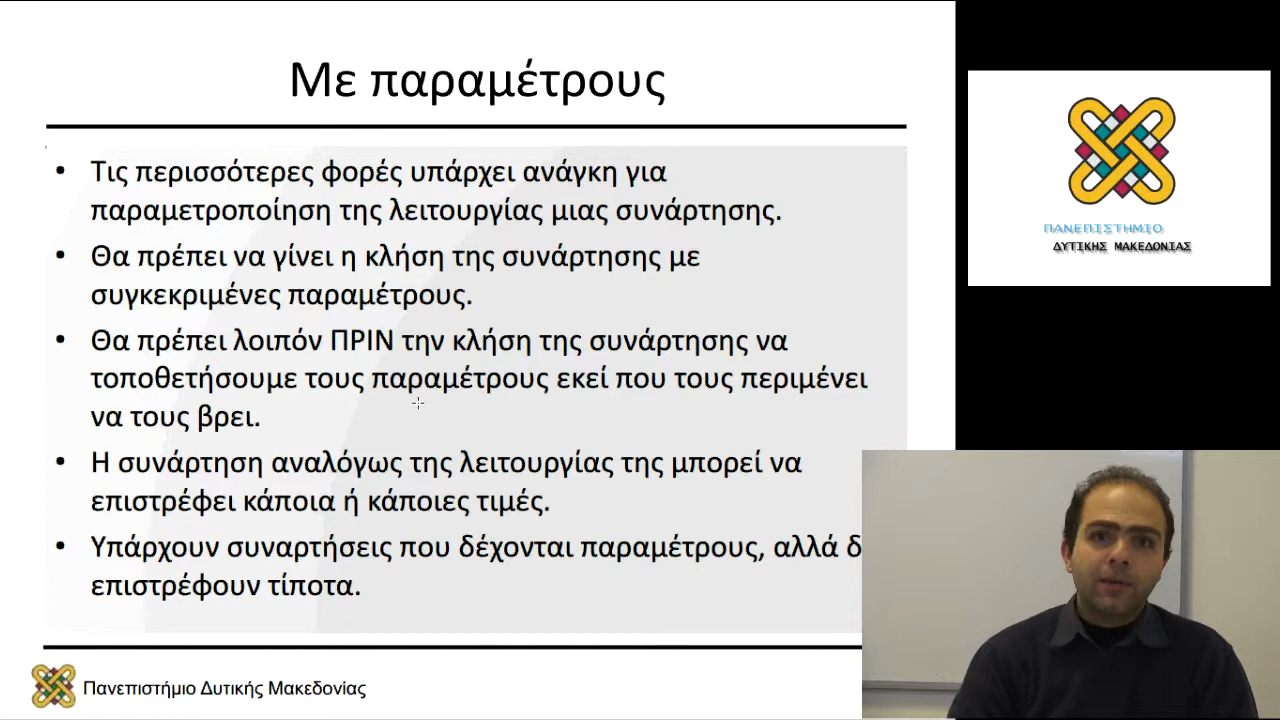 Με παραμέτρους
• Τις περισσότερες φορές υπάρχει ανάγκη για
παραμετροποίηση της λειτουργίας μιας συνάρτησης.
• Θα πρέπει να γίνει η κλήση της συνάρτησης με
συγκεκριμένες παραμέτρους.
• Θα πρέπει λοιπόν ΠΡΙΝ την κλήση της συνάρτησης να
τοποθετήσουμε τους παραμέτρους εκεί που τους περιμένει
να τους βρει.
• Η συνάρτηση αναλόγως της λειτουργίας της μπορεί να
επιστρέφει κάποια ή κάποιες τιμές.
• Υπάρχουν συναρτήσεις που δέχονται παραμέτρους, αλλά
επιστρέφουν τίποτα.
Πανεπιστήμιο Δυτικής Μακεδονίας
ΠΑΝΕΠΙΣΤΗΜΙΟ
ΔΥΤΙΚΗΣ ΜΑΚΕΔΟΝΙΑΣ